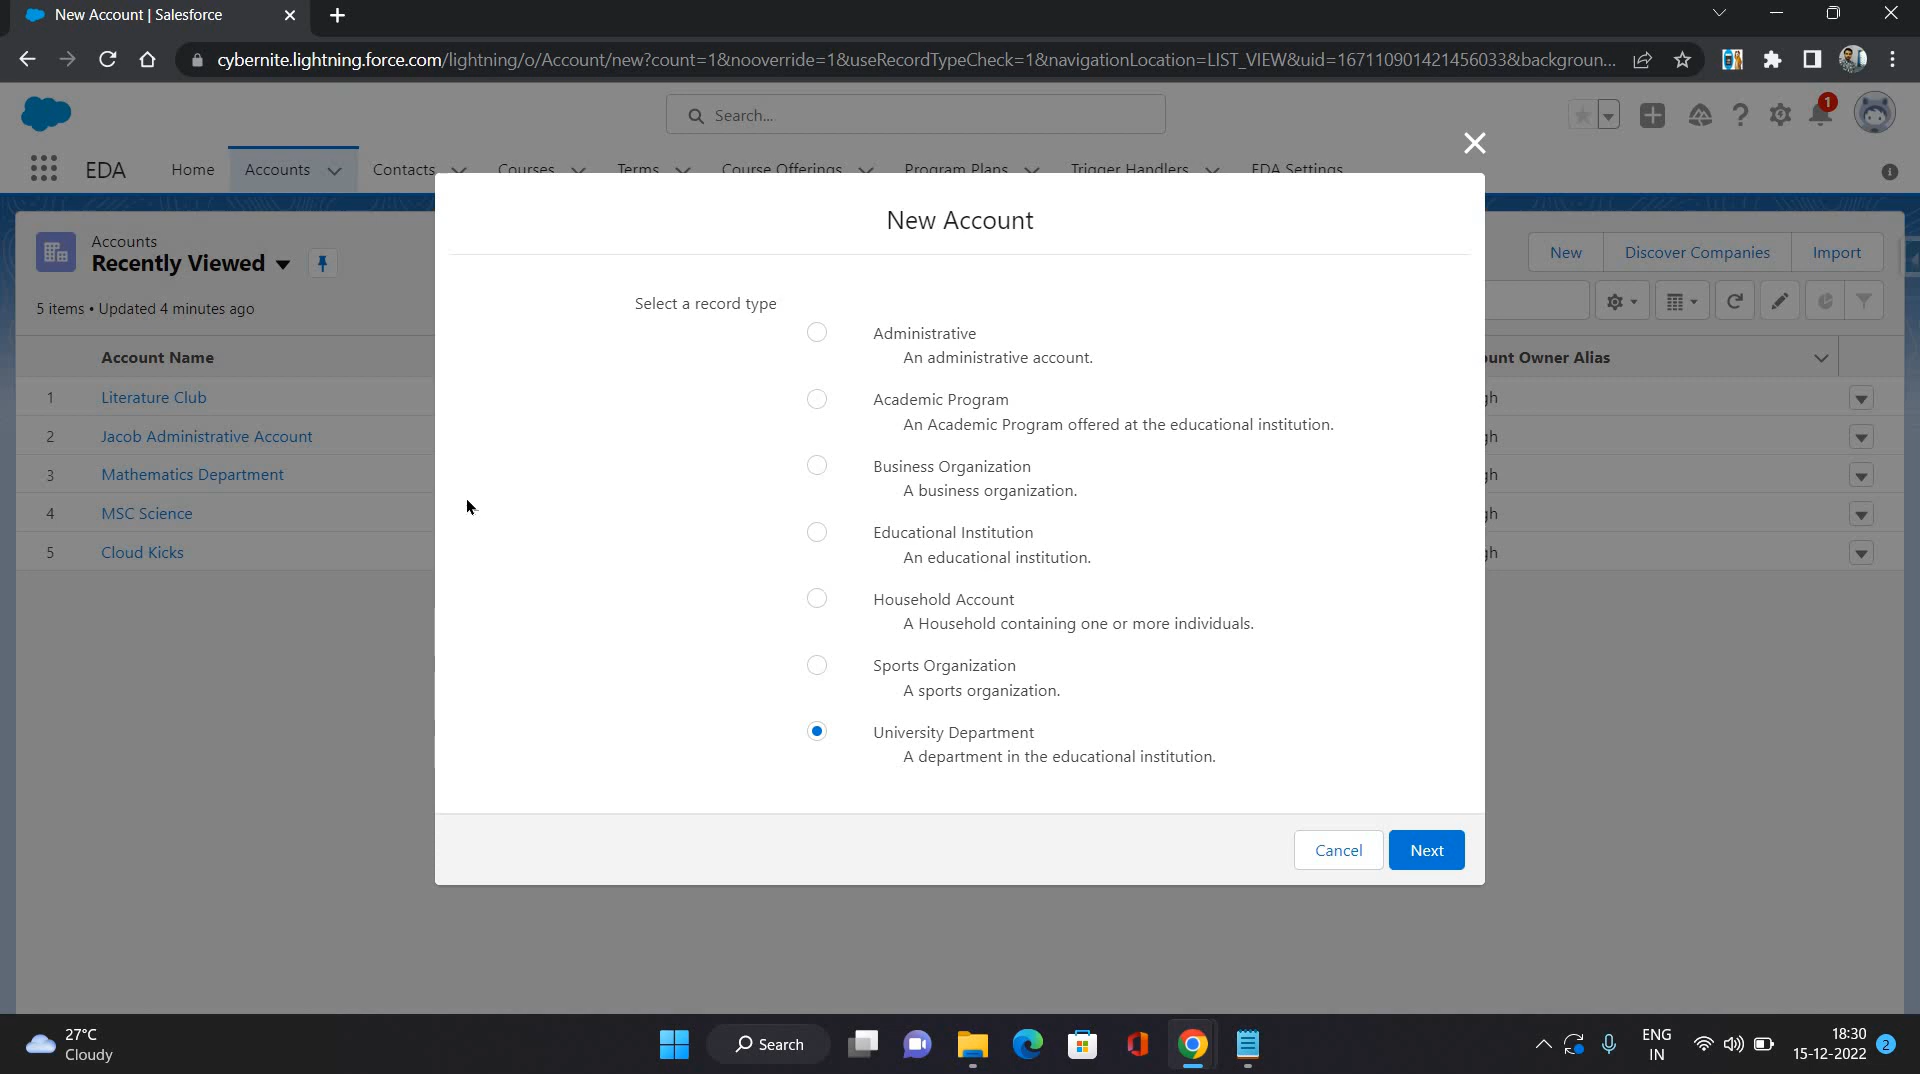 New Account | Salesforce
cybernite.lightning.force.com/lightning/o/Account/new?count=1&nooverride=1&useRecordTypeCheck=1&navigationLocation=LIST_VIEW&uid=167110901421456033&backgroun...
Search...
1
EDA
Home
Accounts
Contacts
Courses
Terms
Course Offerings
Program Plans
Trigger Handlers
EDA Settings
Accounts
Recently Viewed
5 items • Updated 4 minutes ago
New
Discover Companies
Import
Account Name
unt Owner Alias
1 Literature Club gh
2 Jacob Administrative Account gh
3 Mathematics Department gh
4 MSC Science gh
5 Cloud Kicks gh
New Account
Select a record type
Administrative
An administrative account.
Academic Program
An Academic Program offered at the educational institution.
Business Organization
A business organization.
Educational Institution
An educational institution.
Household Account
A Household containing one or more individuals.
Sports Organization
A sports organization.
University Department
A department in the educational institution.
Cancel
Next
27°C
Cloudy
Search
ENG
IN
18:30
15-12-2022
2